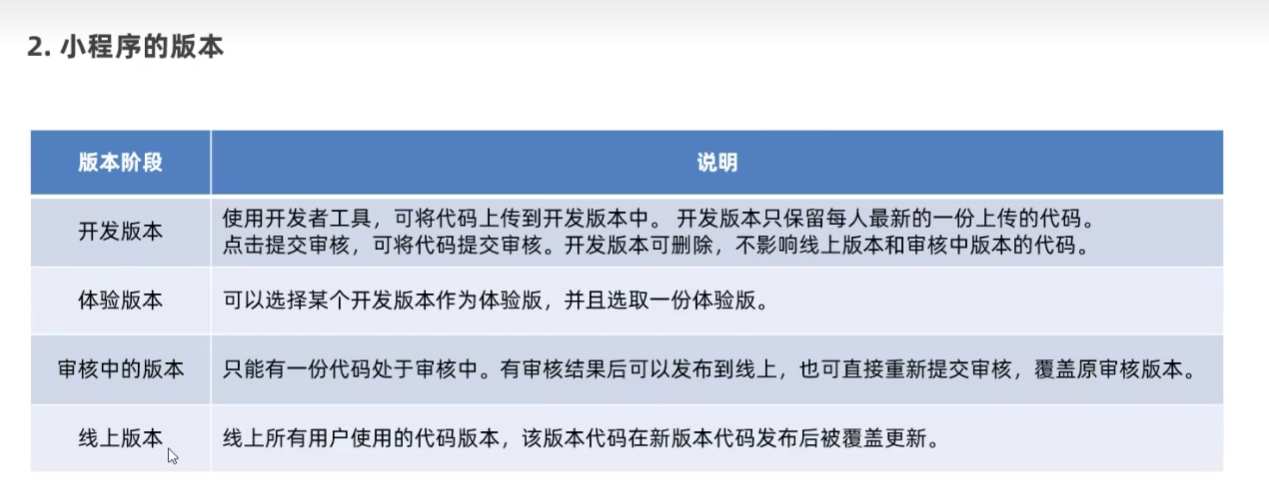 2. 小程序的版本
版本阶段
说明
开发版本
使用开发者工具，可将代码上传到开发版本中。 开发版本只保留每人最新的一份上传的代码。
点击提交审核，可将代码提交审核。开发版本可删除，不影响线上版本和审核中版本的代码。
体验版本
可以选择某个开发版本作为体验版，并且选取一份体验版。
审核中的版本
只能有一份代码处于审核中。有审核结果后可以发布到线上，也可直接重新提交审核，覆盖原审核版本。
线上版本
线上所有用户使用的代码版本，该版本代码在新版本代码发布后被覆盖更新。